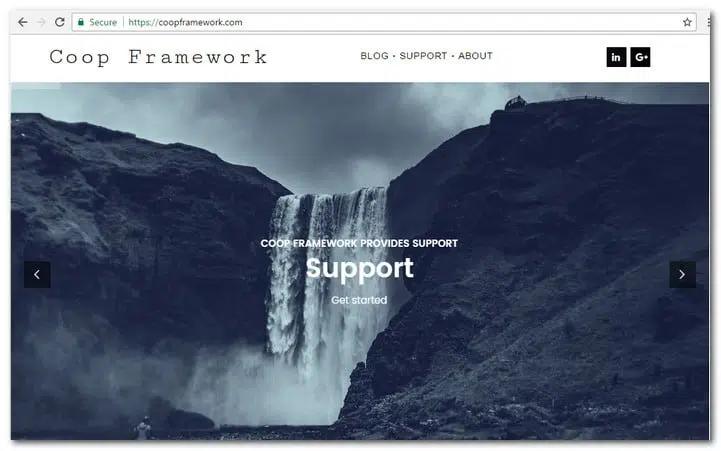 Secure https://coopframework.com
Coop Framework
BLOG • SUPPORT • ABOUT
in G+
COOP FRAMEWORK PROVIDES SUPPORT
Support
Get started